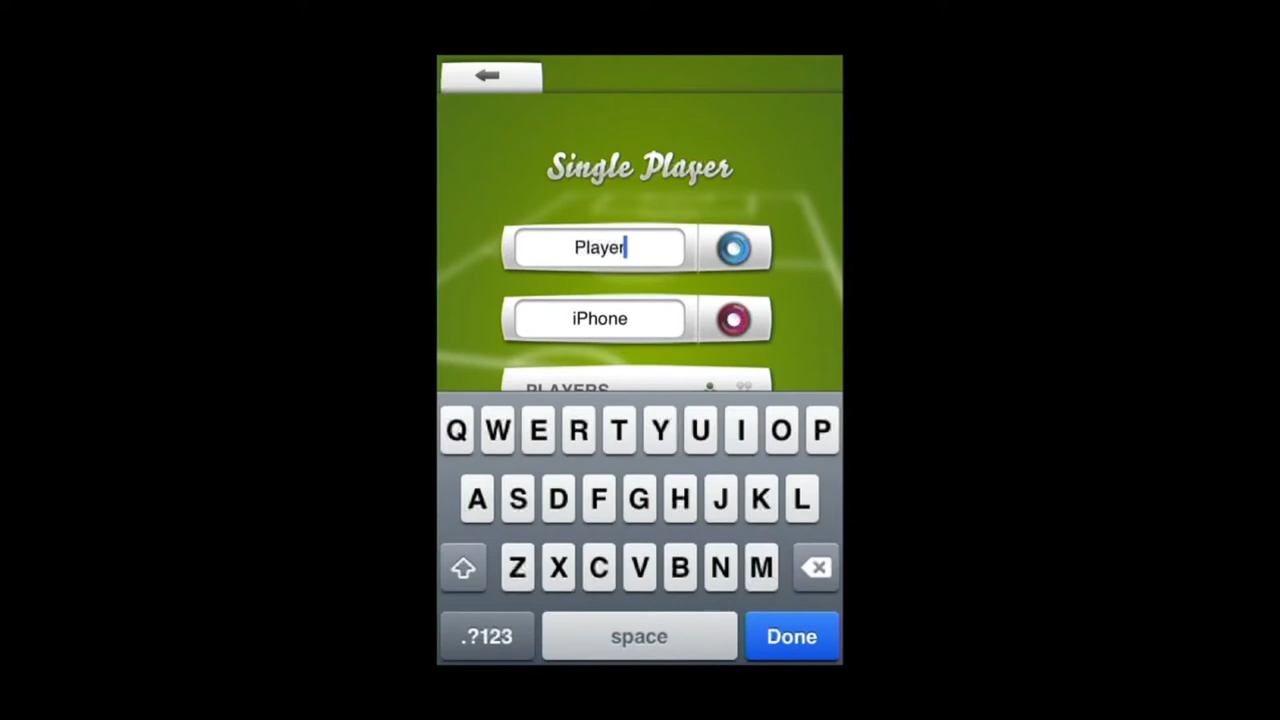 Single Player
Player
iPhone
PLAYERS
Q W E R T Y U I O P
A S D F G H J K L
Z X C V B N M
.?123 space Done